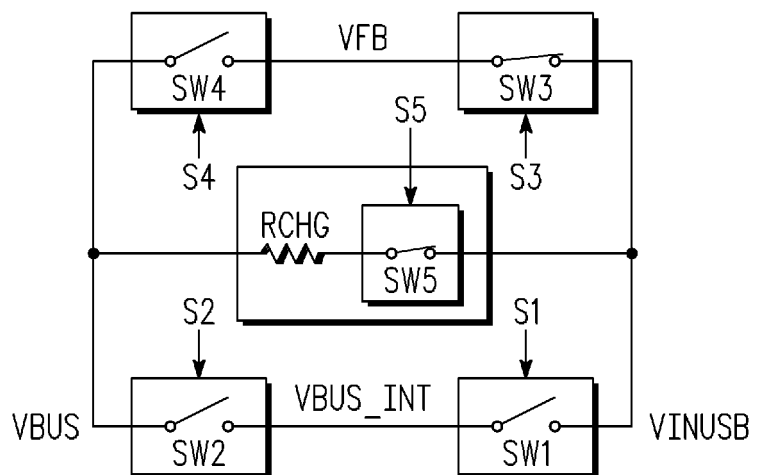 VFB
SW4
SW3
S5
S4
S3
RCHG
SW5
S2
S1
VBUS_INT
VBUS
VINUSB
SW2
SW1